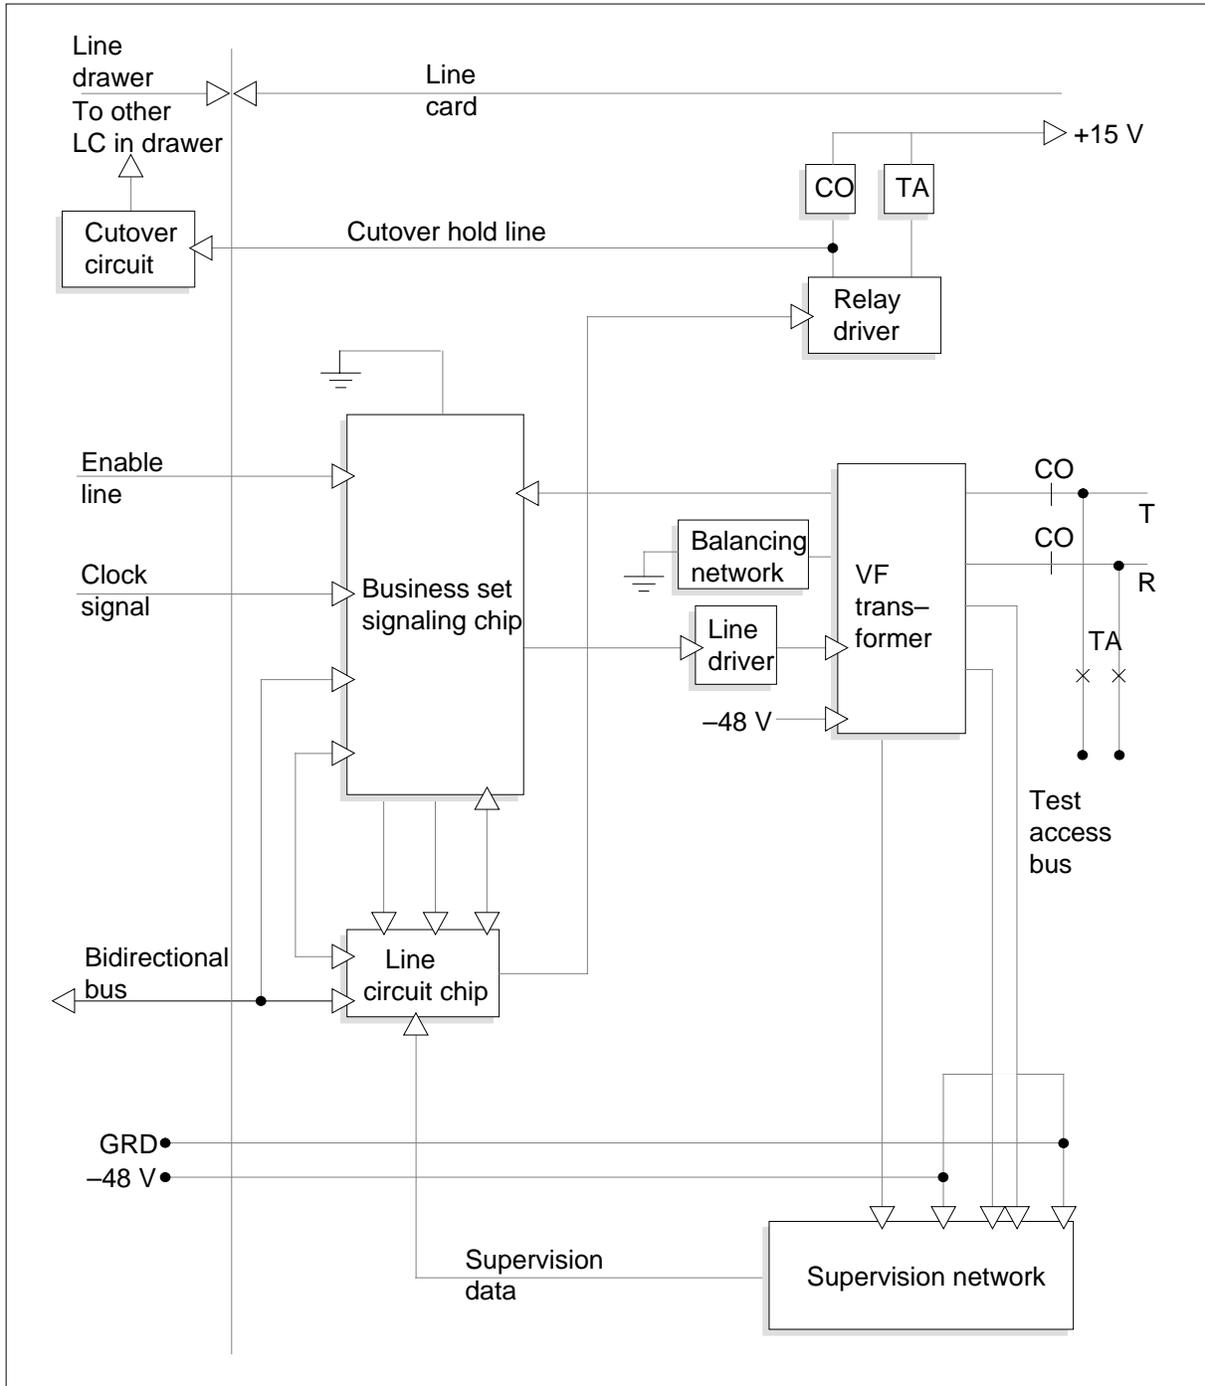 Line
drawer
To other
LC in drawer
Line
card
+15 V
CO
TA
Cutover
circuit
Cutover hold line
Relay
driver
Enable
line
Clock
signal
Business set
signaling chip
Balancing
network
Line
driver
–48 V
VF
trans–
former
CO
T
CO
R
TA
Test
access
bus
Bidirectional
bus
Line
circuit chip
GRD
–48 V
Supervision
data
Supervision network